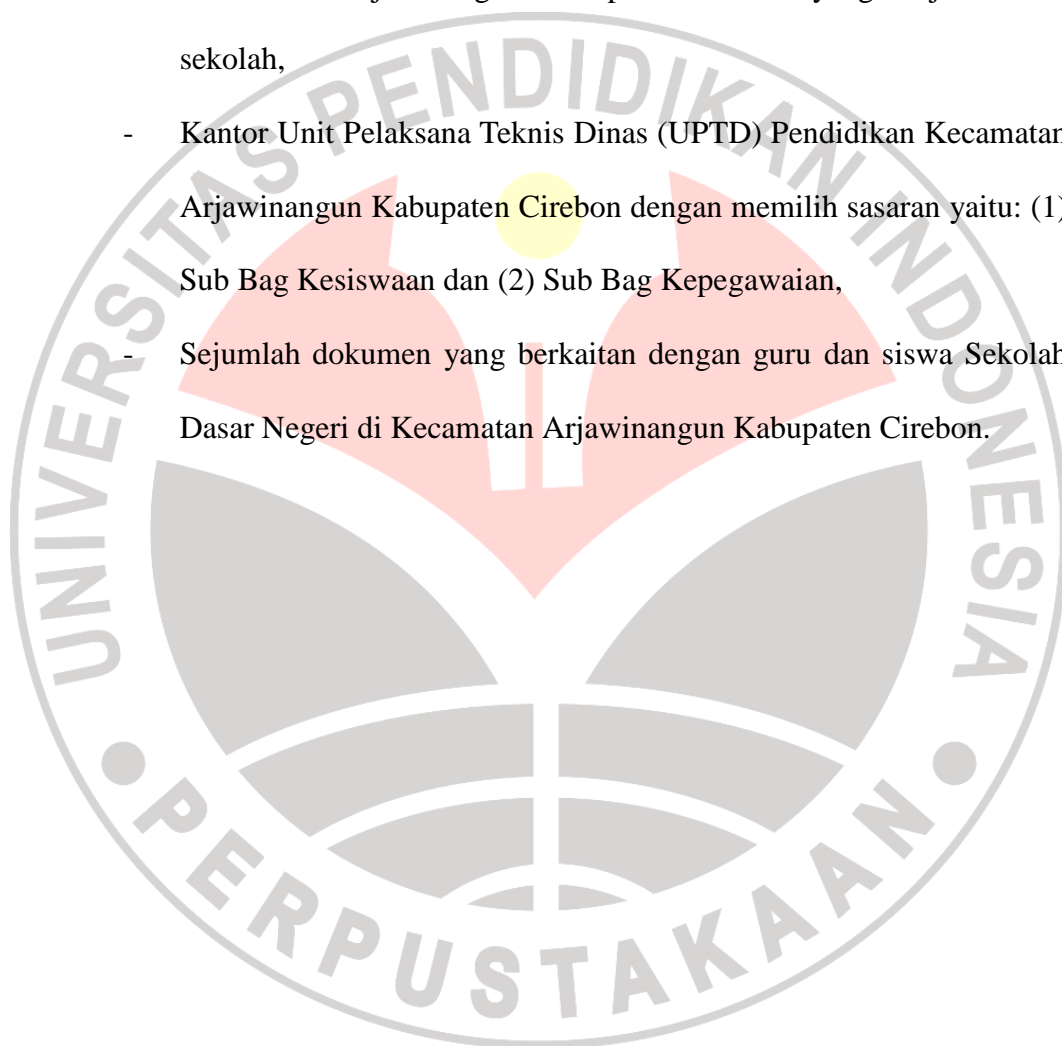 sekolah,
- Kantor Unit Pelaksana Teknis Dinas (UPTD) Pendidikan Kecamatan
Arjawinangun Kabupaten Cirebon dengan memilih sasaran yaitu: (1)
Sub Bag Kesiswaan dan (2) Sub Bag Kepegawaian,
- Sejumlah dokumen yang berkaitan dengan guru dan siswa Sekolah
Dasar Negeri di Kecamatan Arjawinangun Kabupaten Cirebon.
UNIVERSITAS PENDIDIKAN INDONESIA
PERPUSTAKAAN